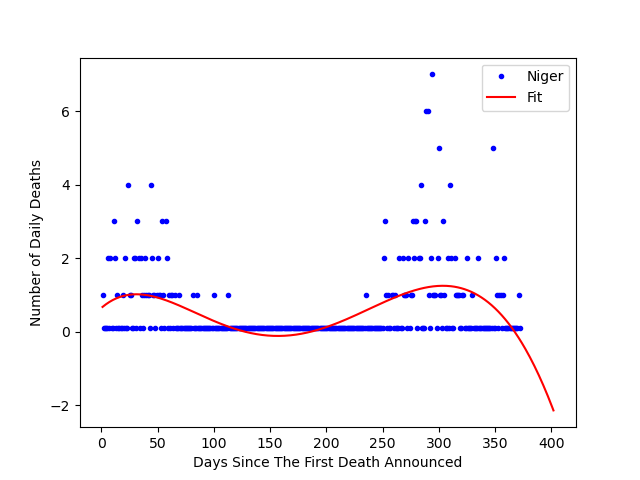 Niger
Fit
6
4
2
0
−2
0 50 100 150 200 250 300 350 400
Number of Daily Deaths
Days Since The First Death Announced